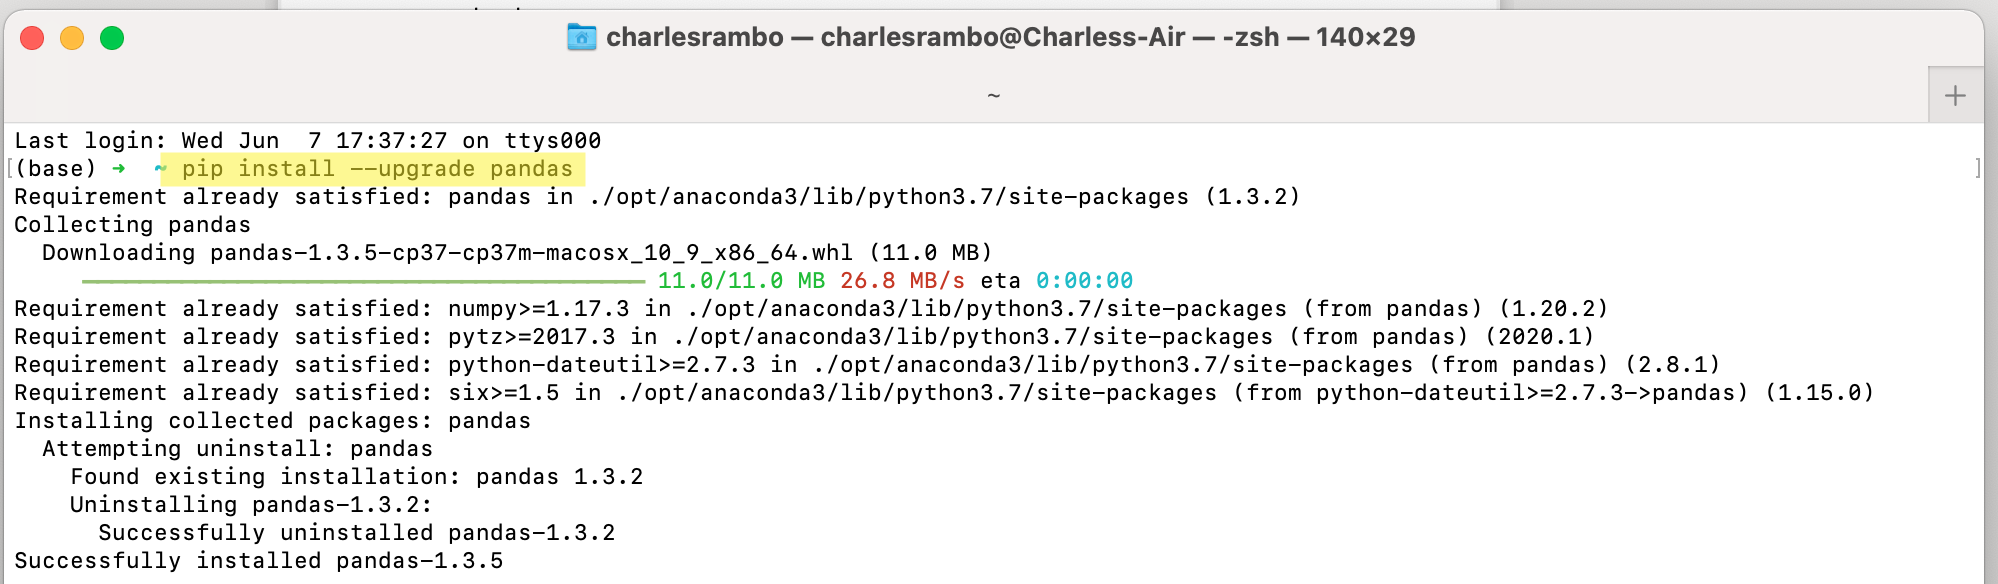 charlesrambo — charlesrambo@Charless-Air — -zsh — 140×29
~
Last login: Wed Jun  7 17:37:27 on ttys000
(base) ➜  ~ pip install --upgrade pandas
Requirement already satisfied: pandas in ./opt/anaconda3/lib/python3.7/site-packages (1.3.2)
Collecting pandas
  Downloading pandas-1.3.5-cp37-cp37m-macosx_10_9_x86_64.whl (11.0 MB)
     11.0/11.0 MB 26.8 MB/s eta 0:00:00
Requirement already satisfied: numpy>=1.17.3 in ./opt/anaconda3/lib/python3.7/site-packages (from pandas) (1.20.2)
Requirement already satisfied: pytz>=2017.3 in ./opt/anaconda3/lib/python3.7/site-packages (from pandas) (2020.1)
Requirement already satisfied: python-dateutil>=2.7.3 in ./opt/anaconda3/lib/python3.7/site-packages (from pandas) (2.8.1)
Requirement already satisfied: six>=1.5 in ./opt/anaconda3/lib/python3.7/site-packages (from python-dateutil>=2.7.3->pandas) (1.15.0)
Installing collected packages: pandas
  Attempting uninstall: pandas
    Found existing installation: pandas 1.3.2
    Uninstalling pandas-1.3.2:
      Successfully uninstalled pandas-1.3.2
Successfully installed pandas-1.3.5